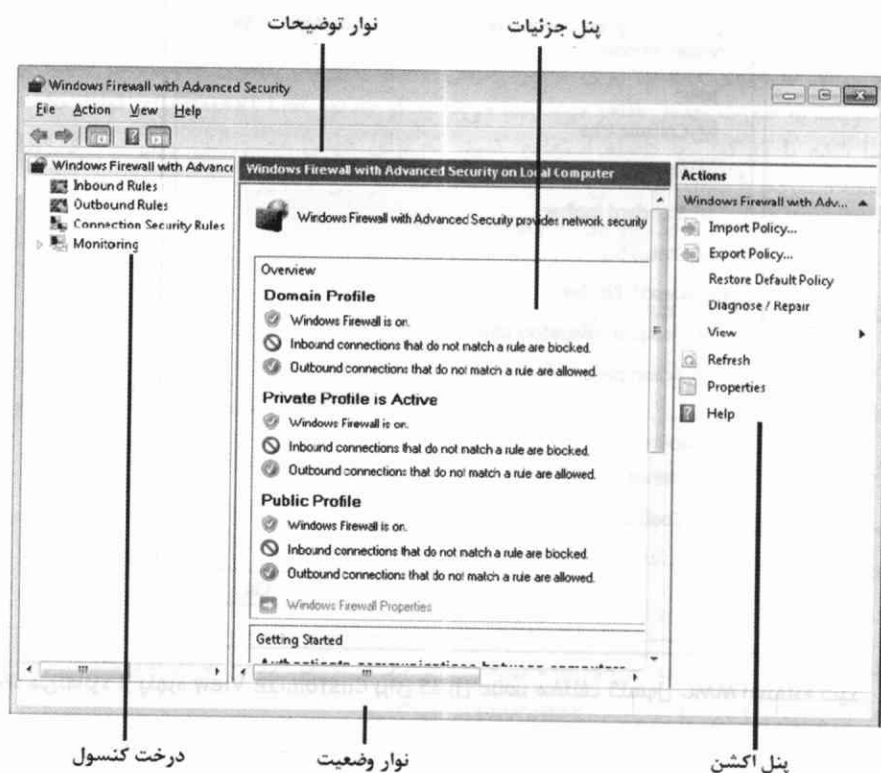 پنل جزئیات
نوار توضیحات
Windows Firewall with Advanced Security
File Action View Help
Windows Firewall with Advance
Inbound Rules
Outbound Rules
Connection Security Rules
Monitoring
Windows Firewall with Advanced Security on Local Computer
Windows Firewall with Advanced Security provides network security
Overview
Domain Profile
Windows Firewall is on.
Inbound connections that do not match a rule are blocked.
Outbound connections that do not match a rule are allowed.
Private Profile is Active
Windows Firewall is on.
Inbound connections that do not match a rule are blocked.
Outbound connections that do not match a rule are allowed.
Public Profile
Windows Firewall is on.
Inbound connections that do not match a rule are blocked.
Outbound connections that do not match a rule are allowed.
Windows Firewall Properties
Getting Started
Actions
Windows Firewall with Adv...
Import Policy...
Export Policy...
Restore Default Policy
Diagnose / Repair
View
Refresh
Properties
Help
پنل اکشن
نوار وضعیت
درخت کنسول